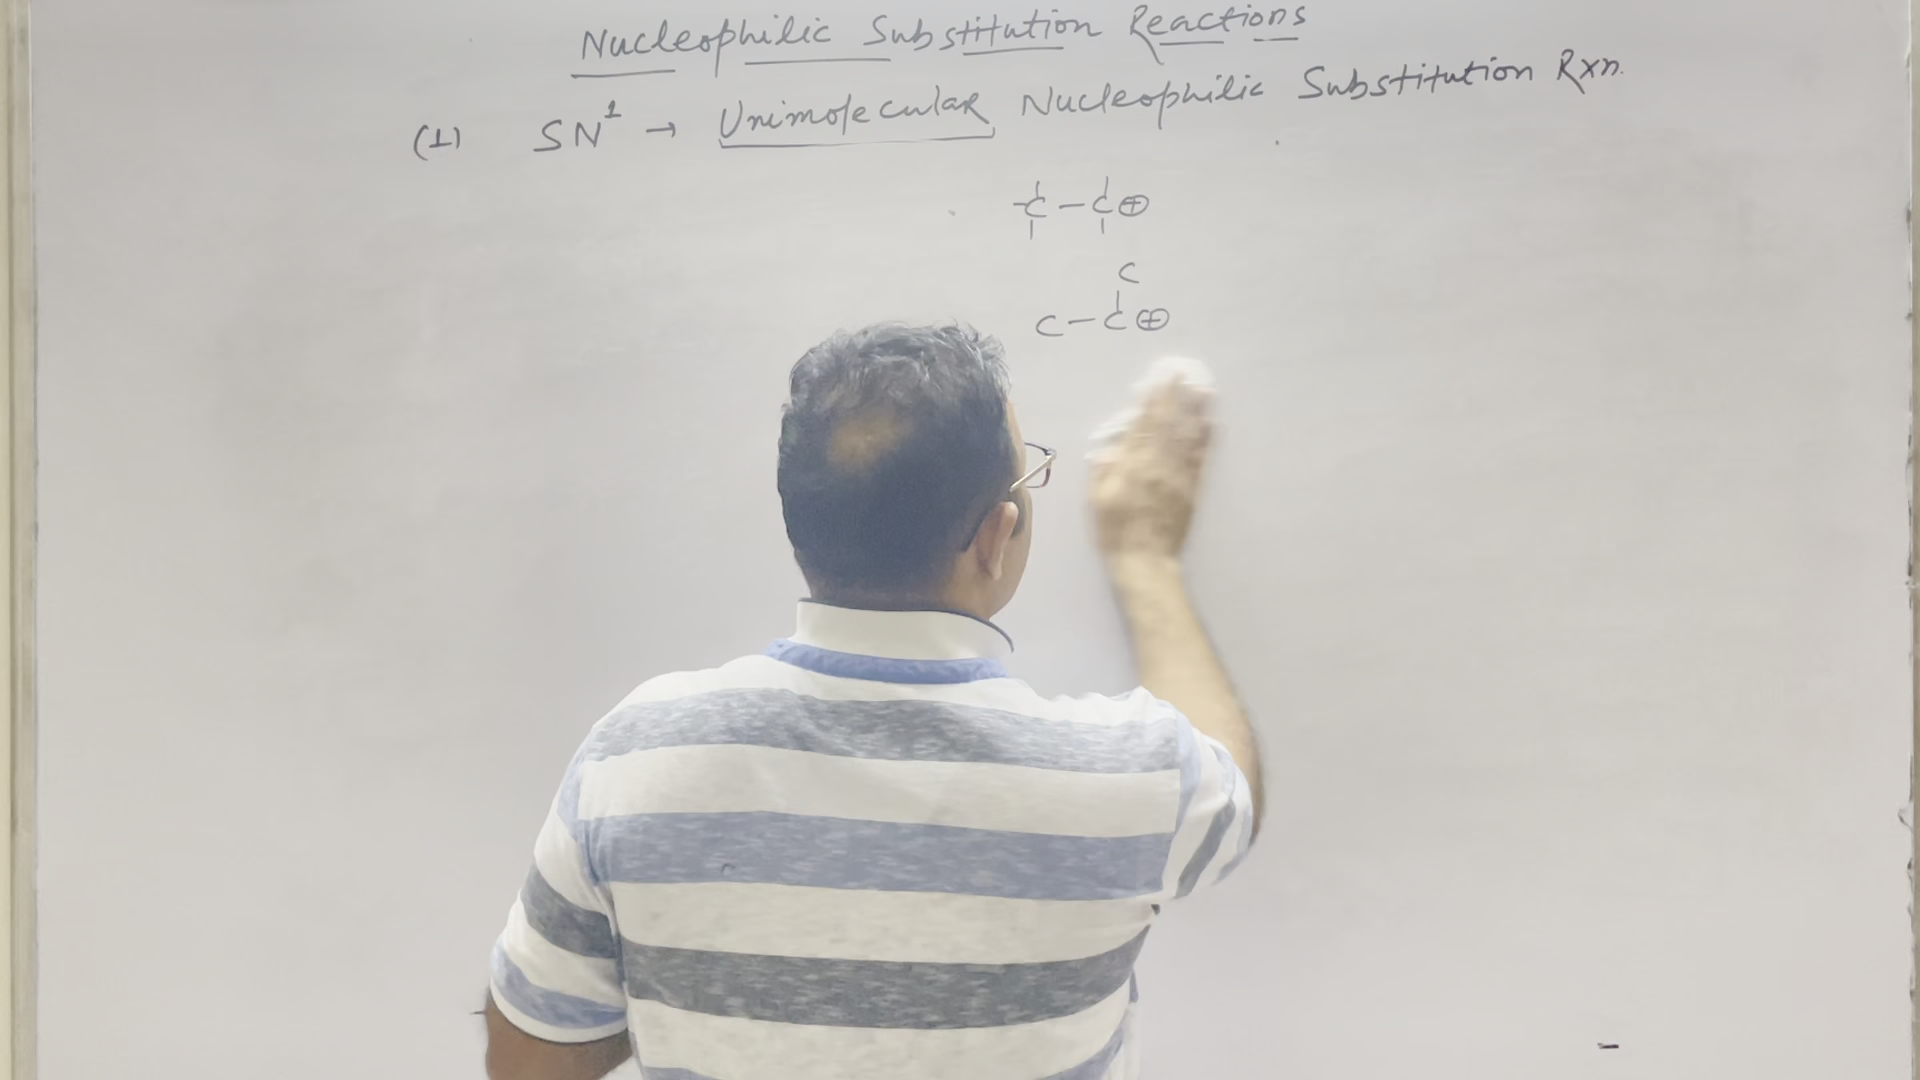 Nucleophilic Substitution Reactions
(1) SN¹ → Unimolecular Nucleophilic Substitution Rxn.
-C-C⊕
C
C-C⊕